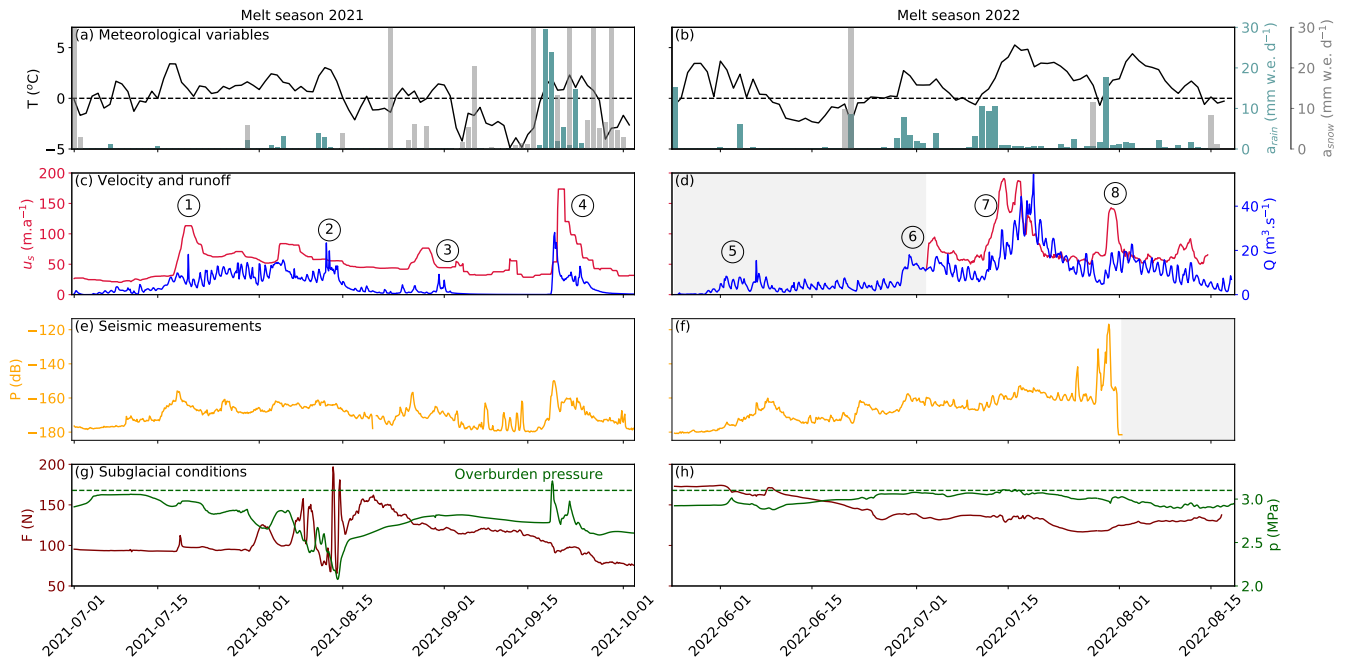 Melt season 2021
Melt season 2022
(a) Meteorological variables
(b)
T (°C)
5
0
−5
30
20
10
0
a_rain (mm w.e. d⁻¹)
30
20
10
0
a_snow (mm w.e. d⁻¹)
(c) Velocity and runoff
(d)
u_s (m.a⁻¹)
200
150
100
50
0
1
2
3
4
5
6
7
8
40
20
0
Q (m³.s⁻¹)
(e) Seismic measurements
(f)
P (dB)
−120
−140
−160
−180
(g) Subglacial conditions
Overburden pressure
(h)
F (N)
200
150
100
50
3.0
2.5
2.0
p (MPa)
2021-07-01
2021-07-15
2021-08-01
2021-08-15
2021-09-01
2021-09-15
2021-10-01
2022-06-01
2022-06-15
2022-07-01
2022-07-15
2022-08-01
2022-08-15